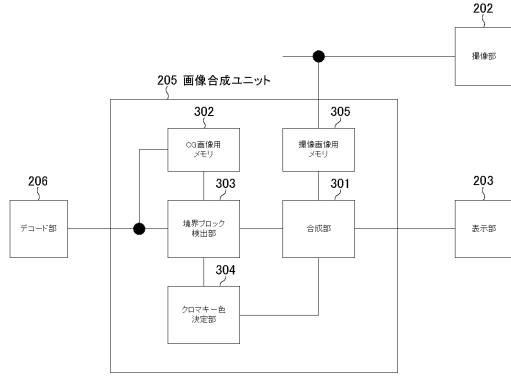 202
撮像部
205 画像合成ユニット
302
CG画像用
メモリ
305
撮像画像用
メモリ
206
デコード部
303
境界ブロック
検出部
301
合成部
203
表示部
304
クロマキー色
決定部